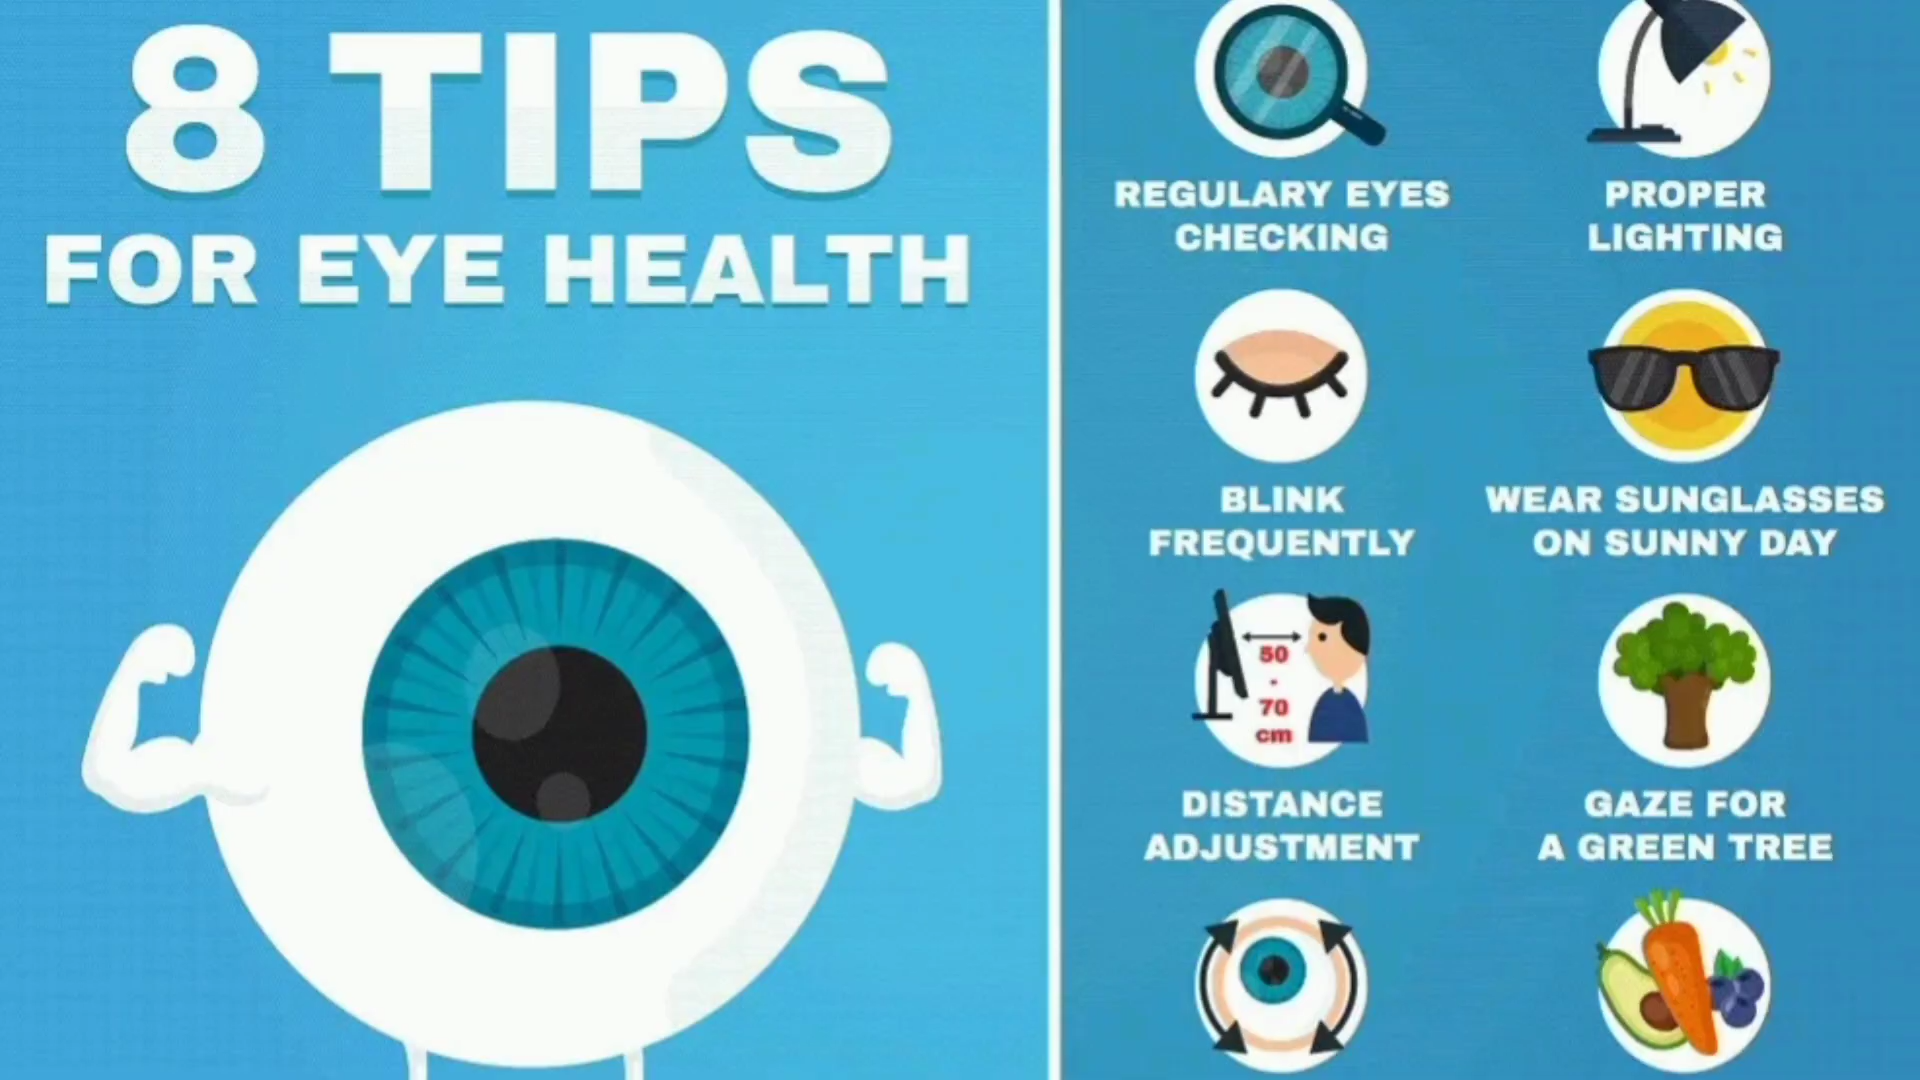 8 TIPS
FOR EYE HEALTH
REGULARY EYES
CHECKING
PROPER
LIGHTING
BLINK
FREQUENTLY
WEAR SUNGLASSES
ON SUNNY DAY
50
-
70
cm
DISTANCE
ADJUSTMENT
GAZE FOR
A GREEN TREE